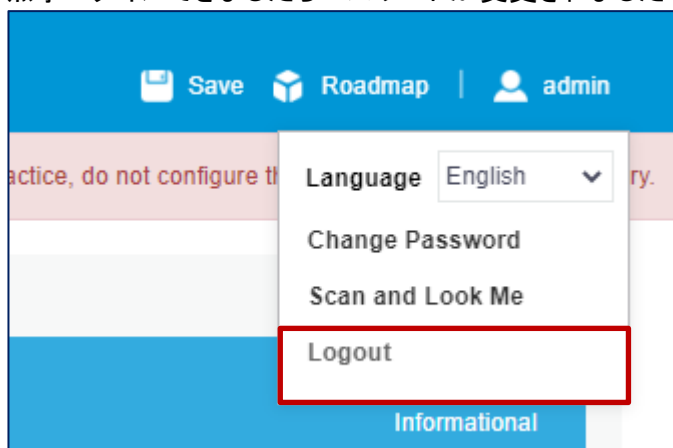 Save Roadmap | admin
actice, do not configure th
ry.
Language English
Change Password
Scan and Look Me
Logout
Informational